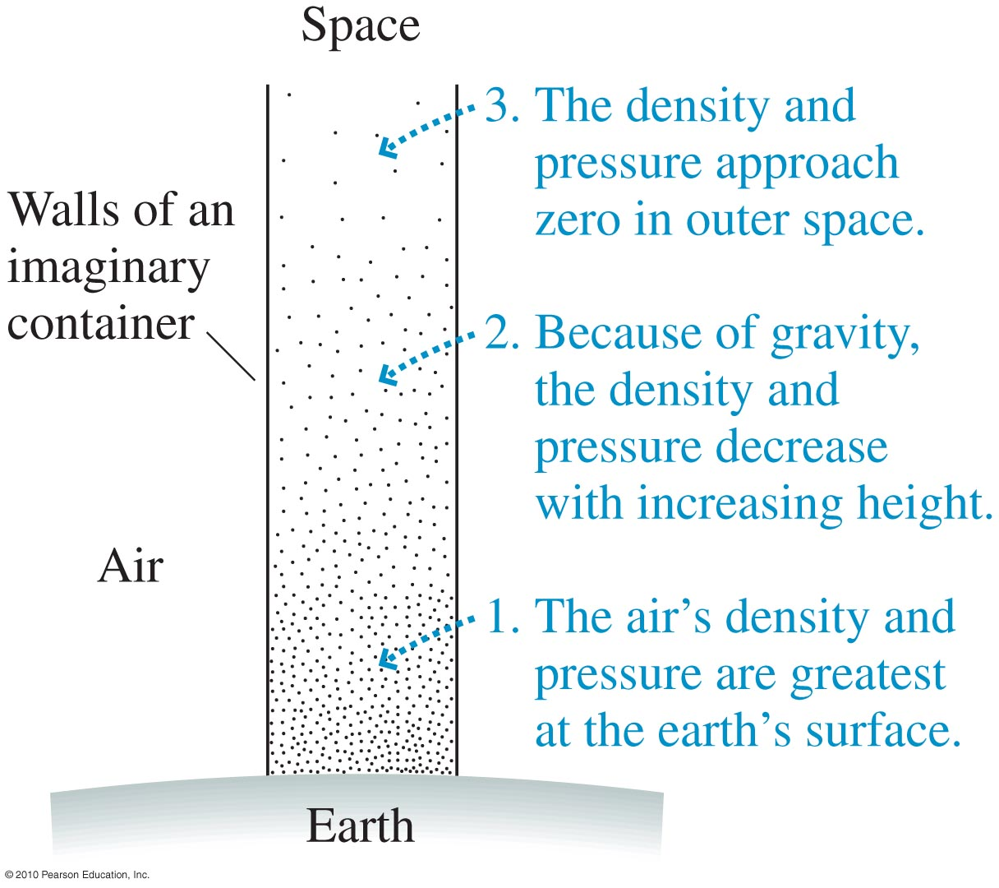 Space
3. The density and
pressure approach
zero in outer space.
Walls of an
imaginary
container
2. Because of gravity,
the density and
pressure decrease
with increasing height.
Air
1. The air’s density and
pressure are greatest
at the earth’s surface.
Earth
© 2010 Pearson Education, Inc.